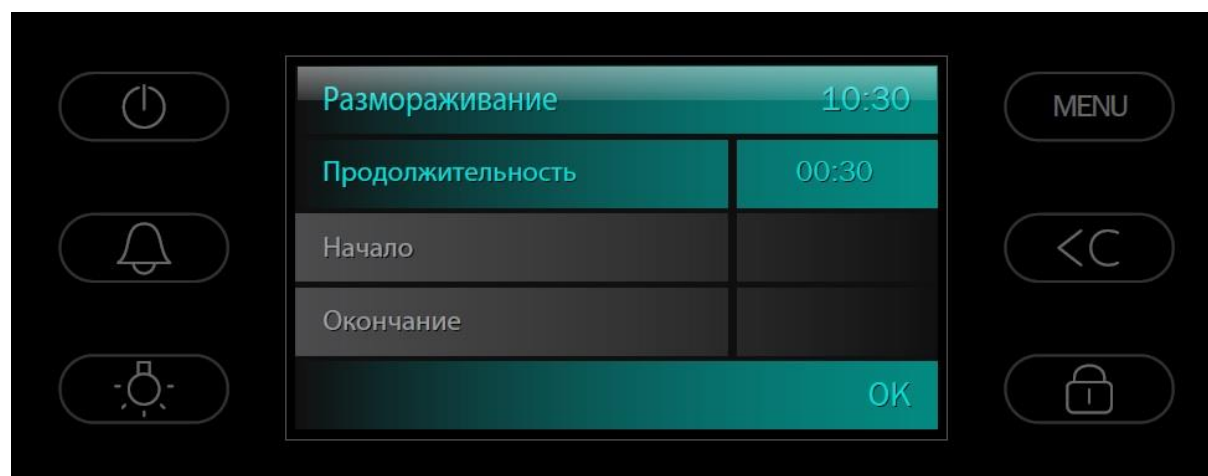 Размораживание 10:30
MENU
Продолжительность 00:30
Начало
<C
Окончание
OK